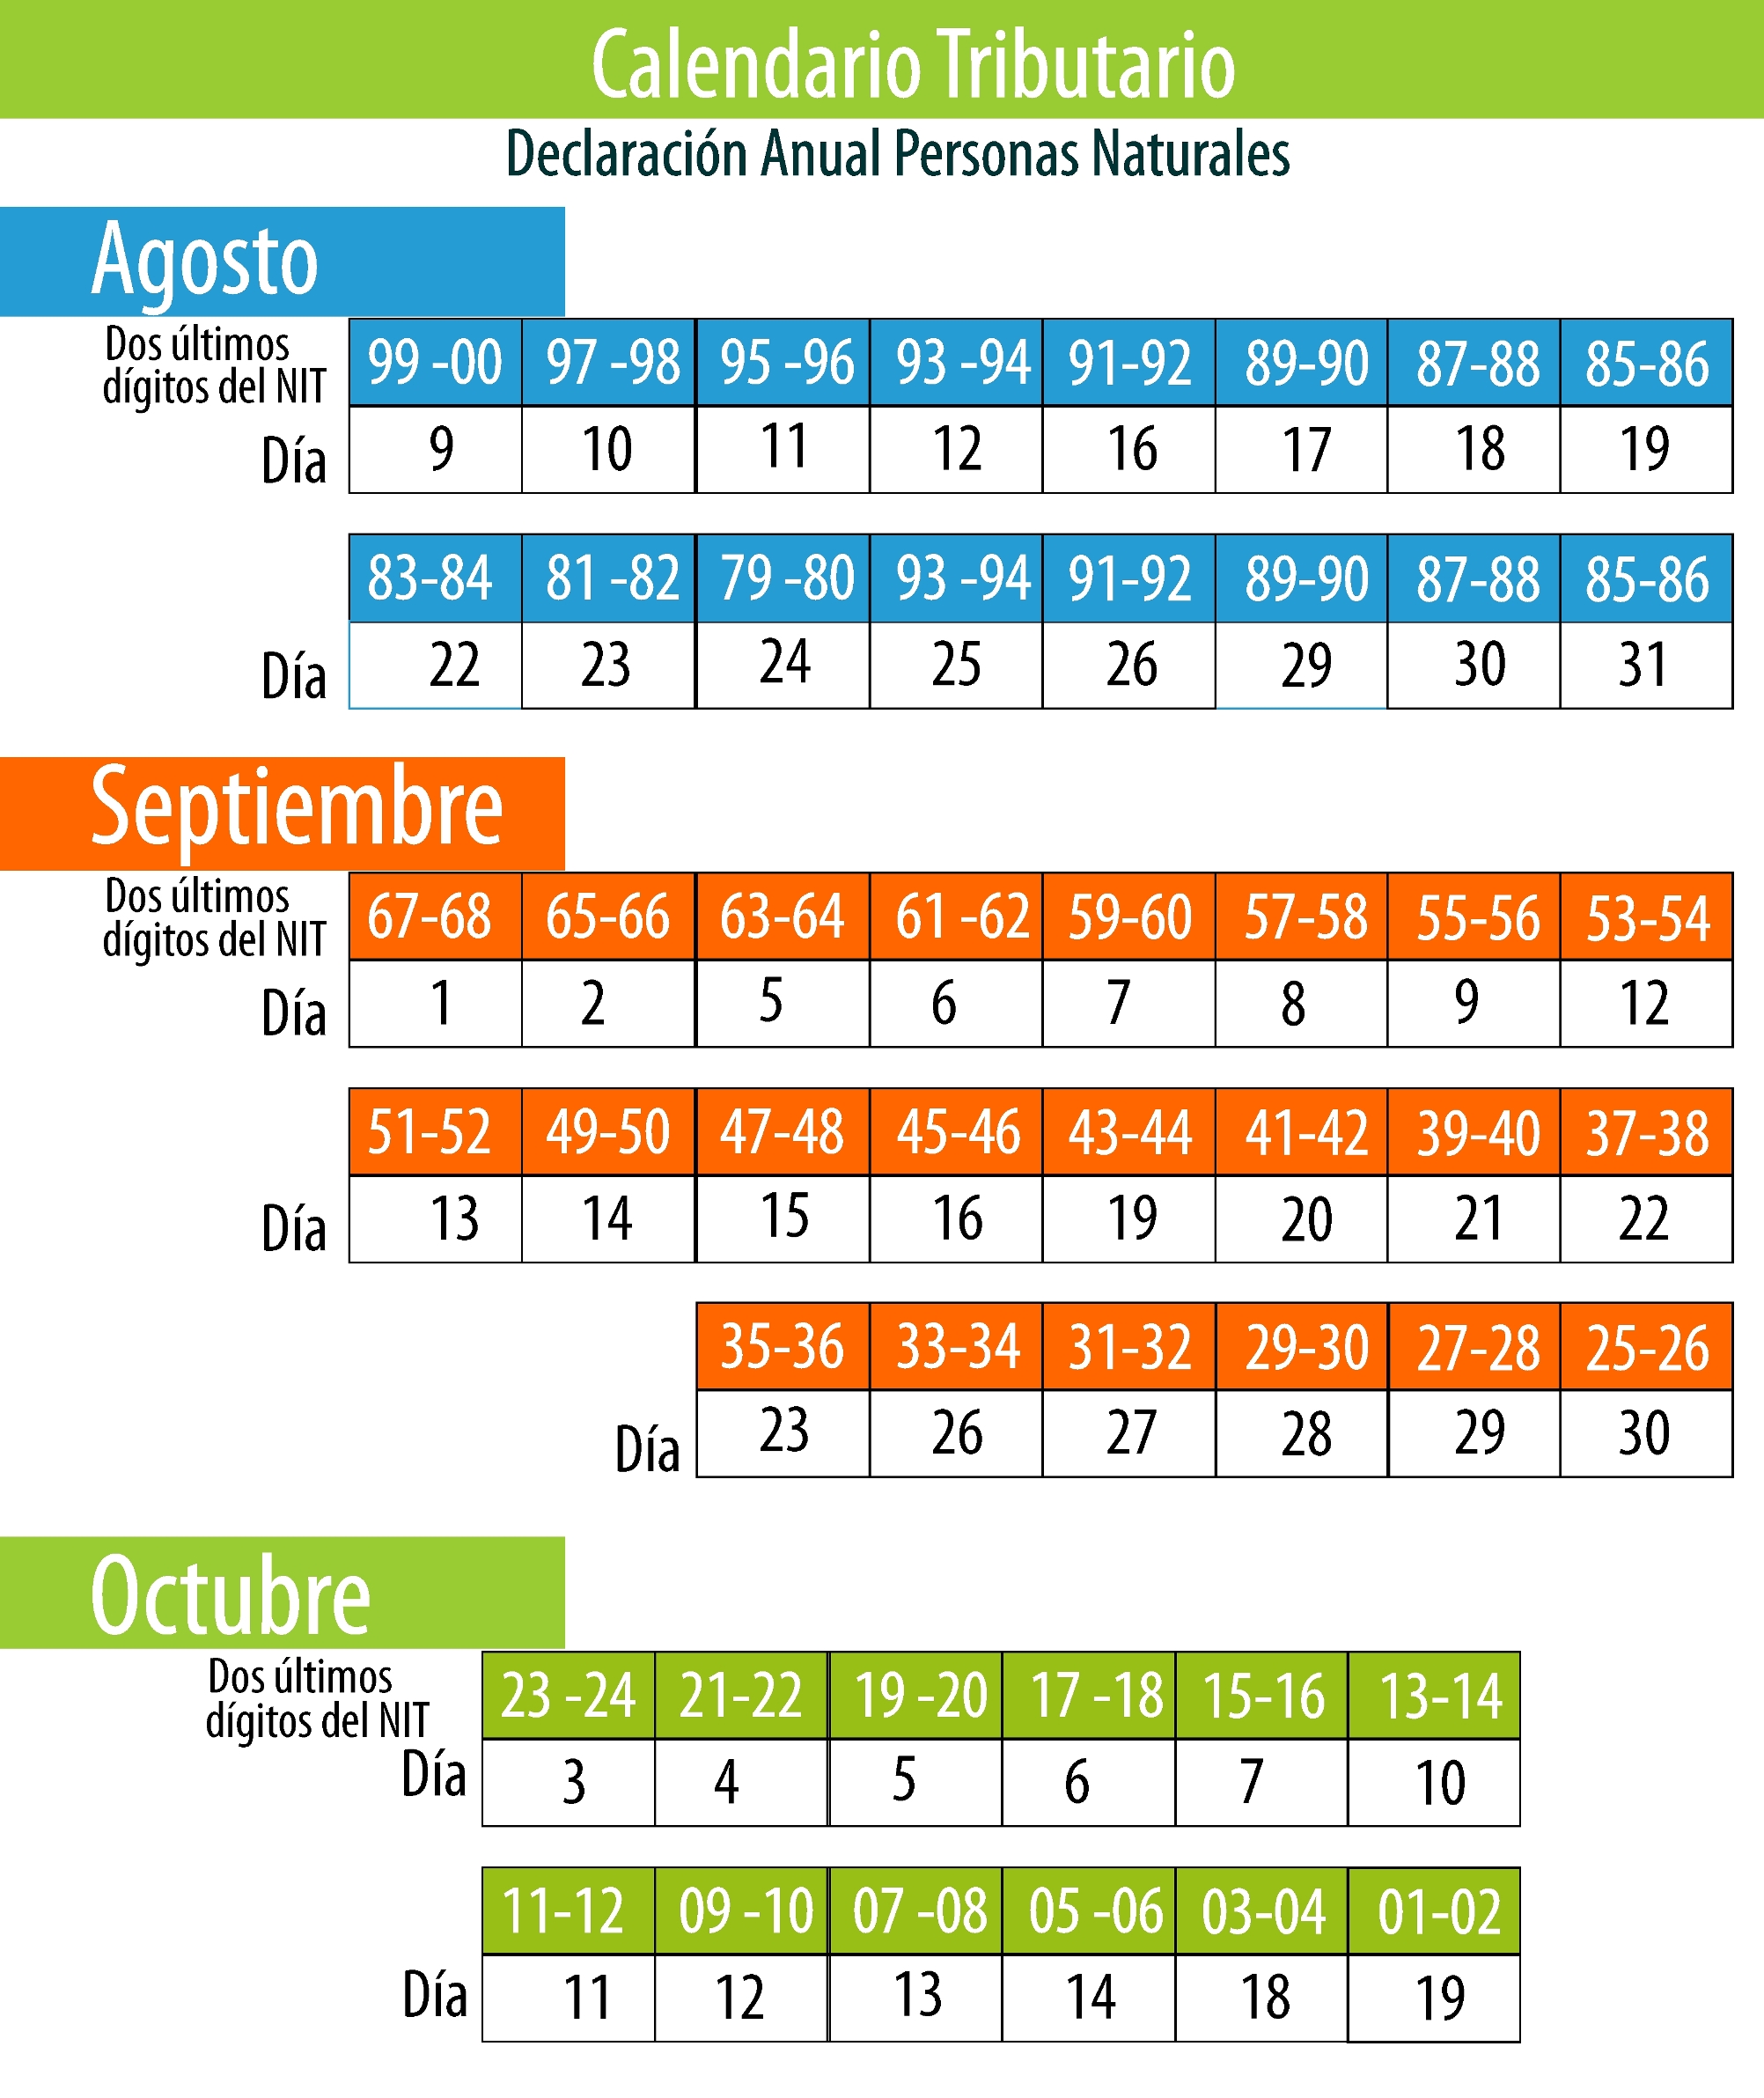 Calendario Tributario
Declaración Anual Personas Naturales
Agosto
Dos últimos
dígitos del NIT
99 -00 97 -98 95 -96 93 -94 91-92 89-90 87-88 85-86
Día 9 10 11 12 16 17 18 19
83-84 81 -82 79 -80 93 -94 91-92 89-90 87-88 85-86
Día 22 23 24 25 26 29 30 31
Septiembre
Dos últimos
dígitos del NIT
67-68 65-66 63-64 61 -62 59-60 57-58 55-56 53-54
Día 1 2 5 6 7 8 9 12
51-52 49-50 47-48 45-46 43-44 41-42 39-40 37-38
Día 13 14 15 16 19 20 21 22
35-36 33-34 31-32 29-30 27-28 25-26
Día 23 26 27 28 29 30
Octubre
Dos últimos
dígitos del NIT
23 -24 21-22 19 -20 17 -18 15-16 13-14
Día 3 4 5 6 7 10
11-12 09 -10 07 -08 05 -06 03-04 01-02
Día 11 12 13 14 18 19